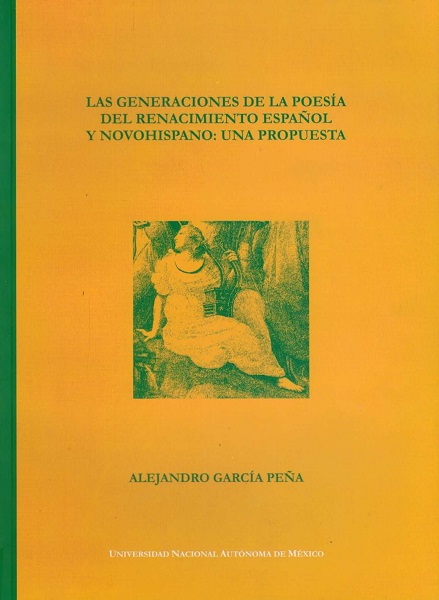 LAS GENERACIONES DE LA POESÍA
DEL RENACIMIENTO ESPAÑOL
Y NOVOHISPANO: UNA PROPUESTA
ALEJANDRO GARCÍA PEÑA
UNIVERSIDAD NACIONAL AUTÓNOMA DE MÉXICO